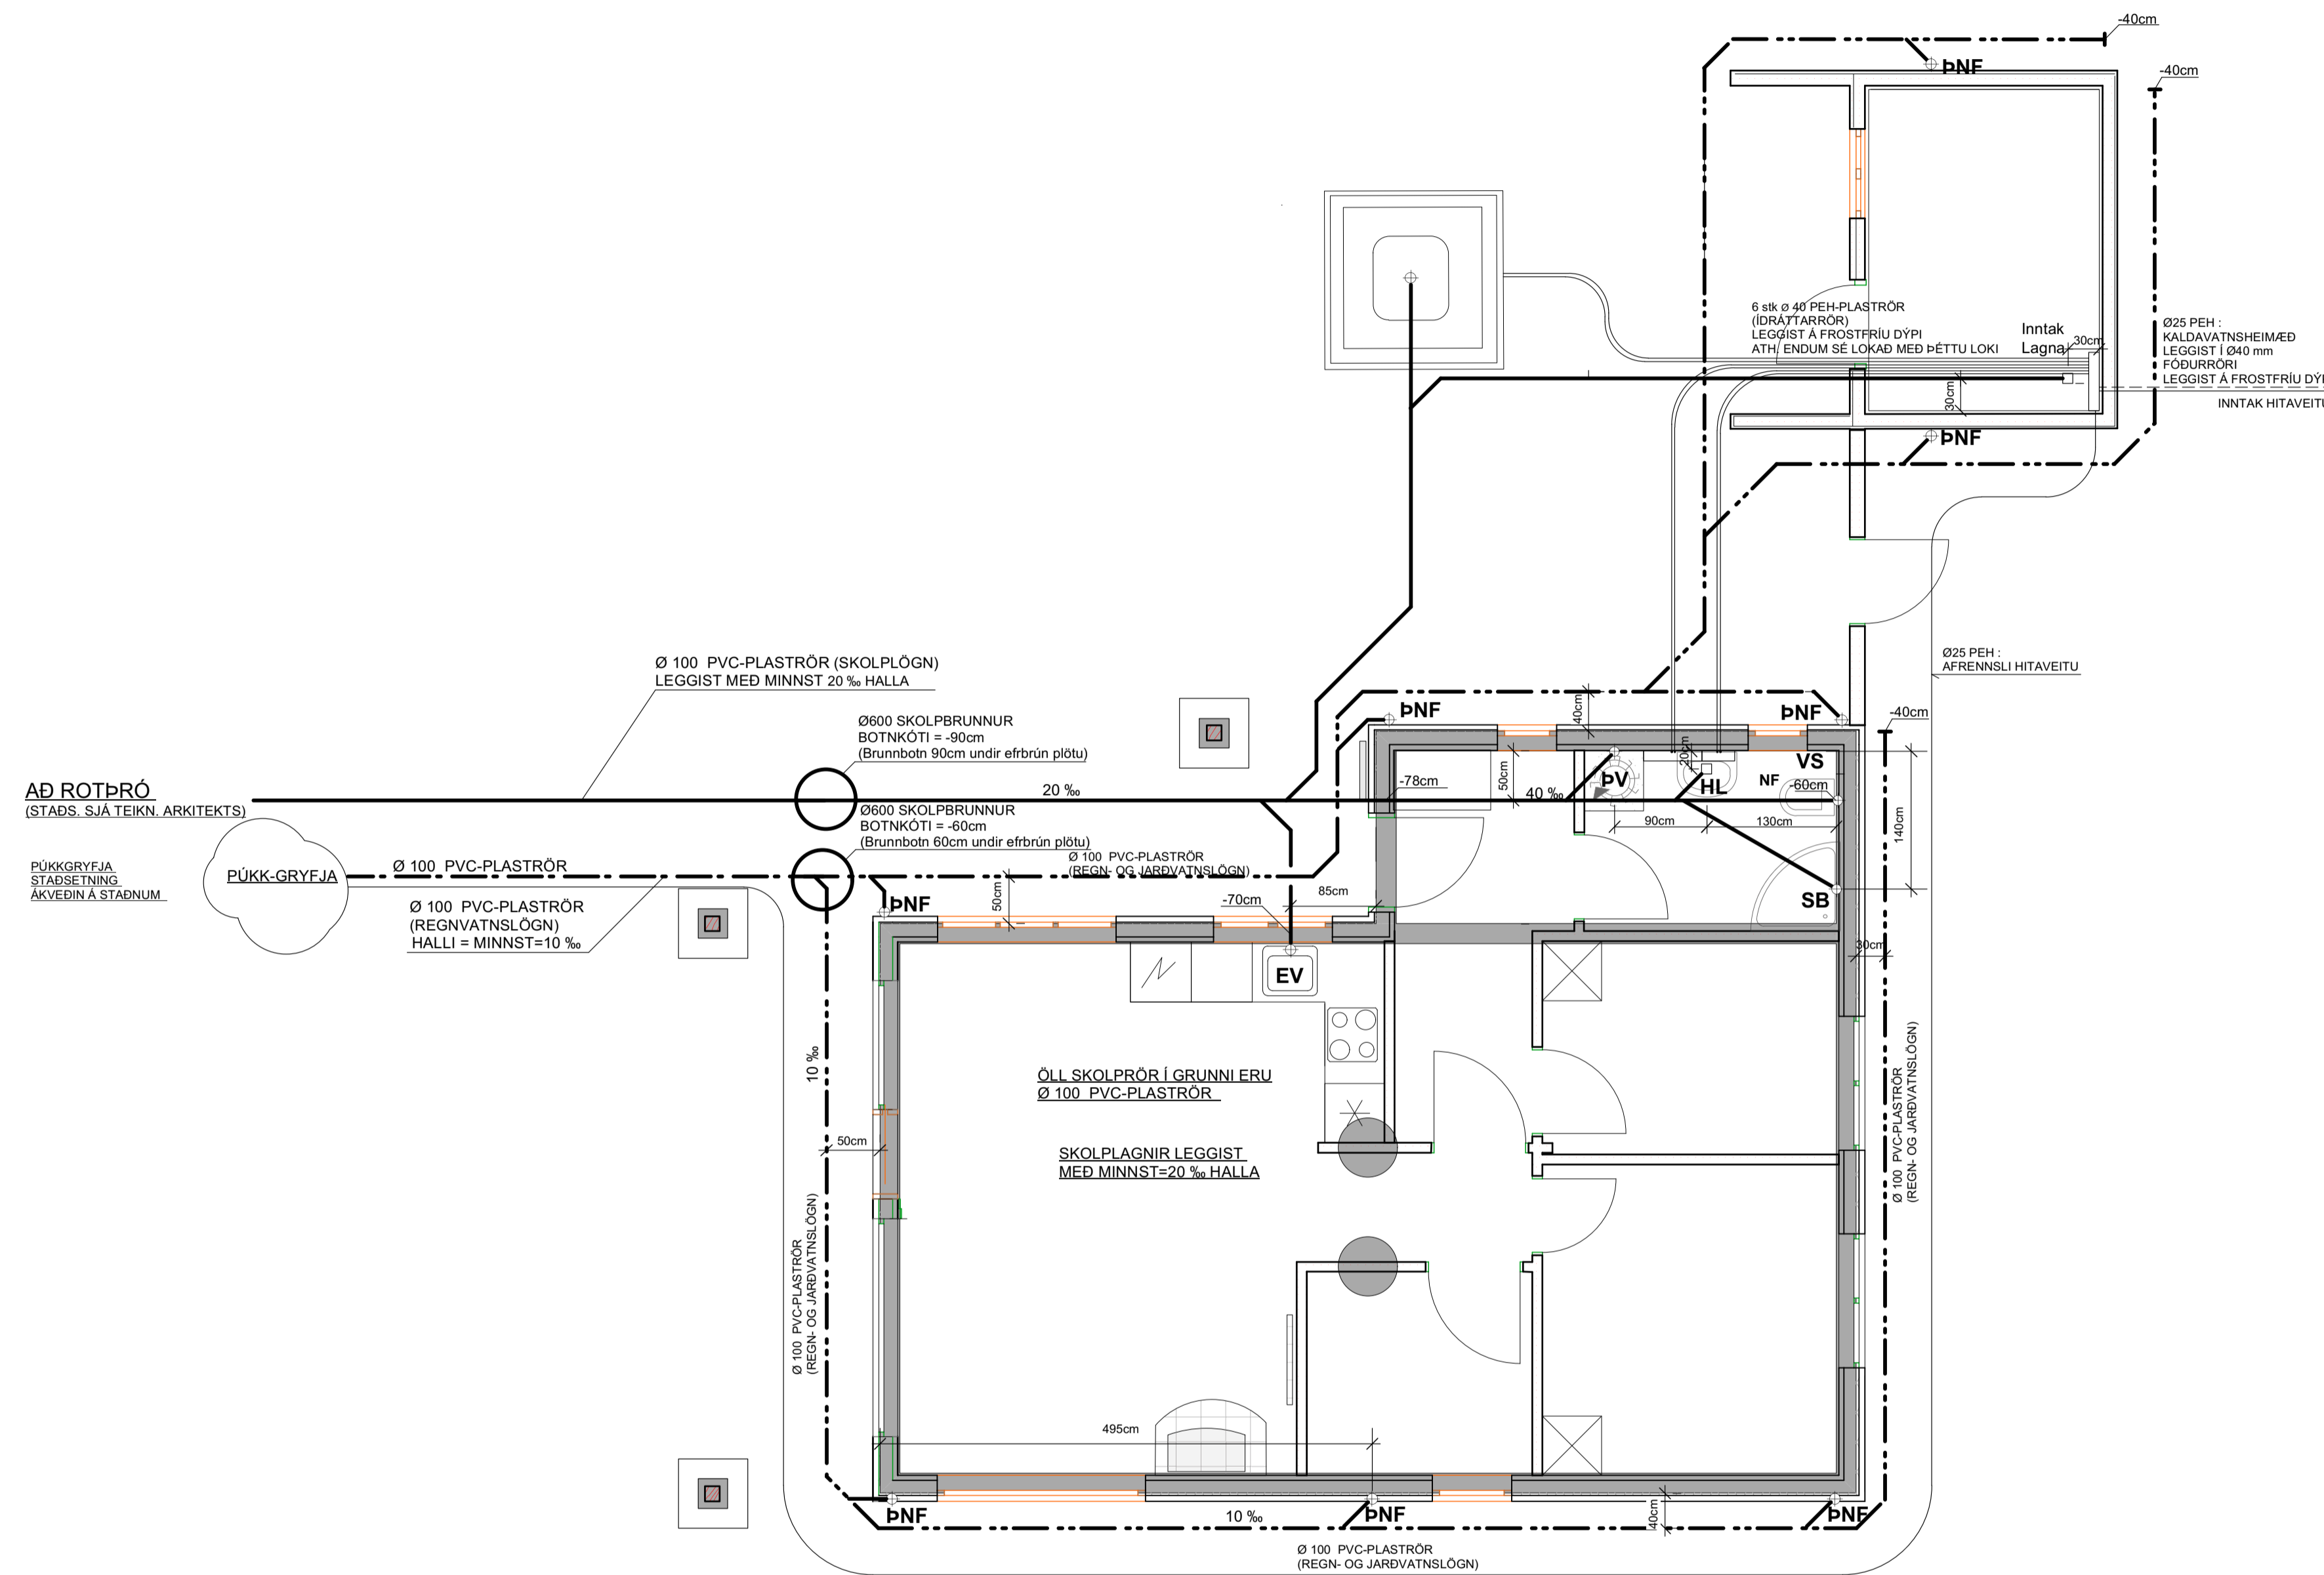 -40cm
ÞNF
-40cm
6 stk ø 40 PEH-PLASTRÖR
(ÍDRÁTTARRÖR)
LEGGIST Á FROSTFRÍU DÝPI
ATH. ENDUM SÉ LOKAÐ MEÐ ÞÉTTU LOKI
Inntak
Lagna
30cm
30cm
Ø25 PEH :
KALDAVATNSHEIMÆÐ
LEGGIST Í Ø40 mm
FÓÐURRÖRI
LEGGIST Á FROSTFRÍU
INNTAK
ÞNF
Ø25 PEH :
AFRENNSLI HITAVEITU
Ø 100 PVC-PLASTRÖR (SKOLPLÖGN)
LEGGIST MEÐ MINNST 20 ‰ HALLA
Ø600 SKOLPBRUNNUR
BOTNKÓTI = -90cm
(Brunnbotn 90cm undir efrbrún plötu)
ÞNF
40cm
ÞNF
-40cm
AÐ ROTÞRÓ
(STAÐS. SJÁ TEIKN. ARKITEKTS)
20 ‰
-78cm
50cm
40 ‰
ÞV
20cm
HL
NF
VS
-60cm
90cm
130cm
140cm
Ø600 SKOLPBRUNNUR
BOTNKÓTI = -60cm
(Brunnbotn 60cm undir efrbrún plötu)
PÚKKGRYFJA
STAÐSETNING
ÁKVEÐIN Á STAÐNUM
PÚKK-GRYFJA
Ø 100 PVC-PLASTRÖR
Ø 100 PVC-PLASTRÖR
(REGN- OG JARÐVATNSLÖGN)
Ø 100 PVC-PLASTRÖR
(REGNVATNSLÖGN)
HALLI = MINNST=10 ‰
ÞNF
50cm
-70cm
85cm
SB
30cm
EV
10 ‰
ÖLL SKOLPRÖR Í GRUNNI ERU
Ø 100 PVC-PLASTRÖR
SKOLPLAGNIR LEGGIST
MEÐ MINNST=20 ‰ HALLA
50cm
Ø 100 PVC-PLASTRÖR
(REGN- OG JARÐVATNSLÖGN)
Ø 100 PVC-PLASTRÖR
(REGN- OG JARÐVATNSLÖGN)
495cm
ÞNF
10 ‰
ÞNF
40cm
ÞNF
Ø 100 PVC-PLASTRÖR
(REGN- OG JARÐVATNSLÖGN)